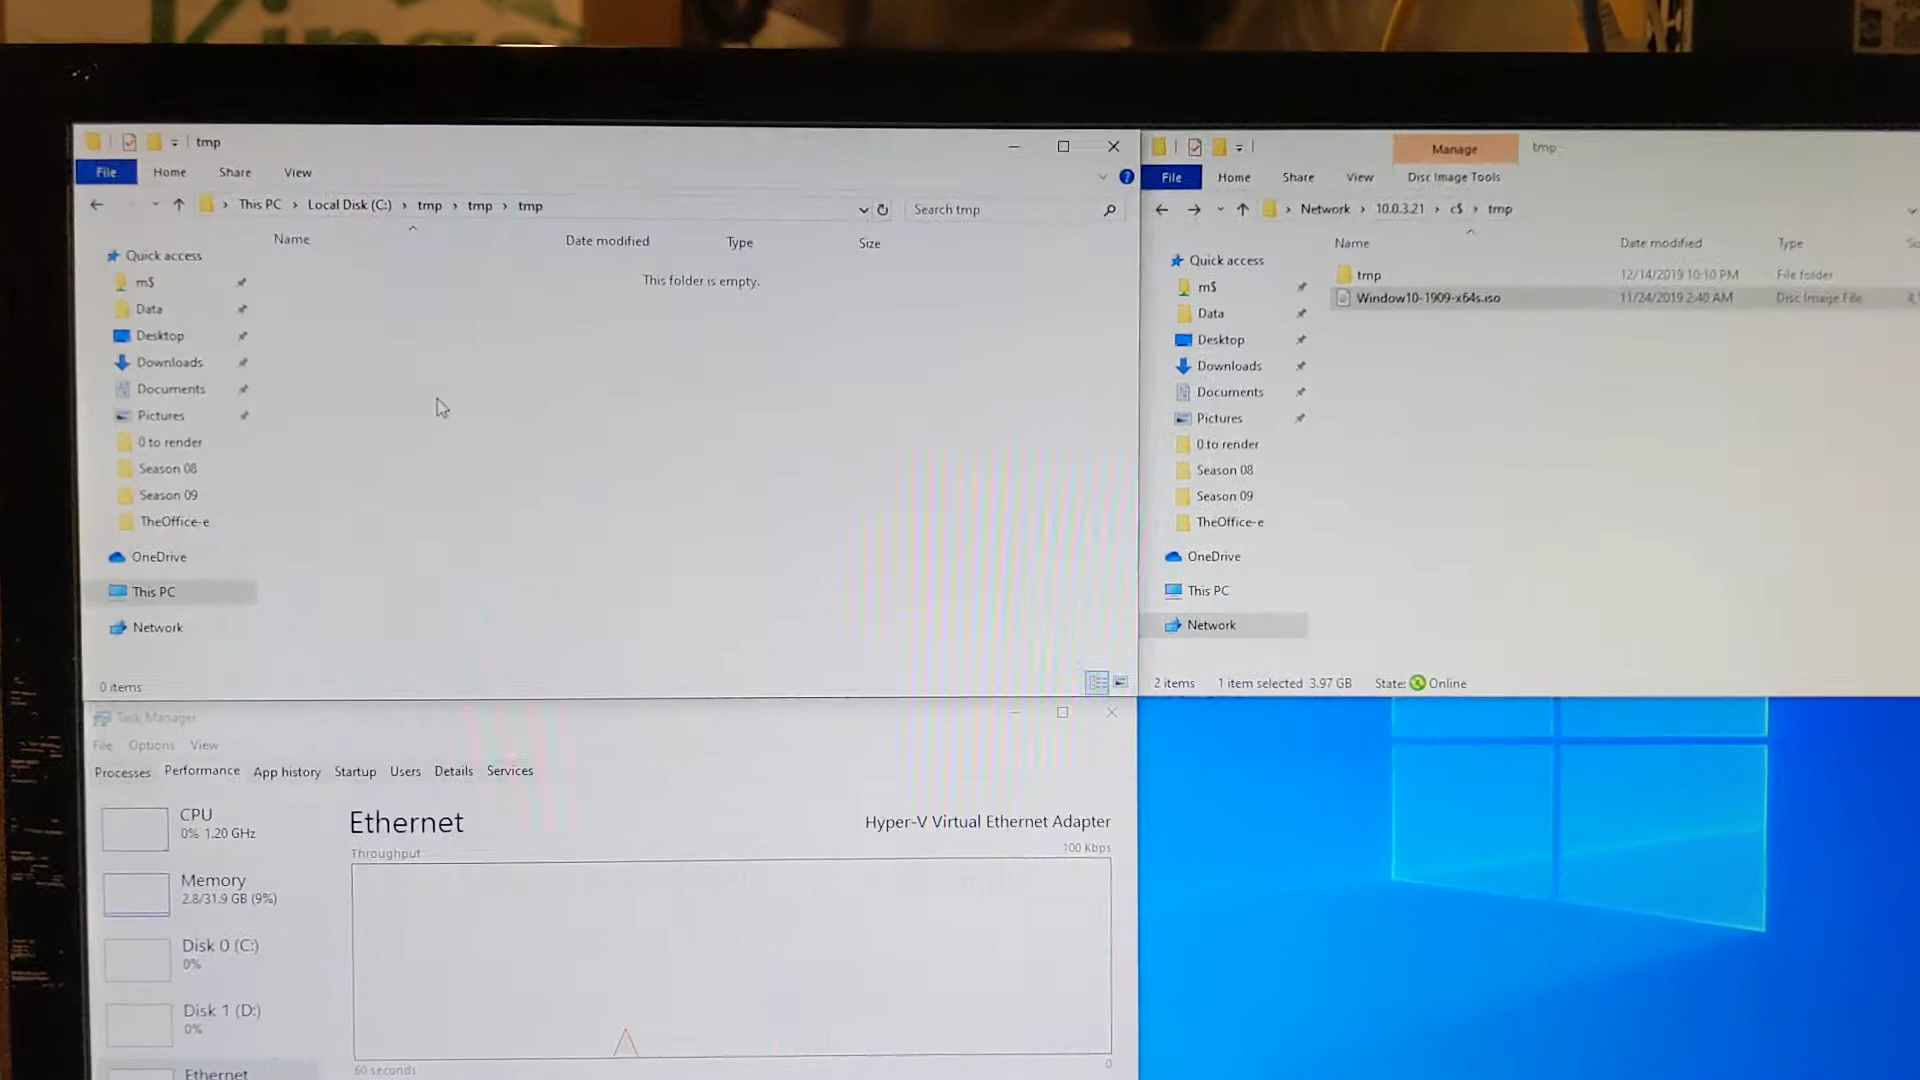 tmp
File
Home
Share
View
This PC
Local Disk (C:)
tmp
tmp
tmp
Search tmp
Name
Date modified
Type
Size
This folder is empty.
Quick access
m$
Data
Desktop
Downloads
Documents
Pictures
0 to render
Season 08
Season 09
TheOffice-e
OneDrive
This PC
Network
0 items
Manage
tmp
File
Home
Share
View
Disc Image Tools
Network
10.0.3.21
c$
tmp
Name
Date modified
Type
tmp
12/14/2019 10:10 PM
File folder
Window10-1909-x64s.iso
11/24/2019 2:40 AM
Disc Image File
Quick access
m$
Data
Desktop
Downloads
Documents
Pictures
0 to render
Season 08
Season 09
TheOffice-e
OneDrive
This PC
Network
2 items
1 item selected 3.97 GB
State:
Online
Task Manager
File
Options
View
Processes
Performance
App history
Startup
Users
Details
Services
CPU
0% 1.20 GHz
Memory
2.8/31.9 GB (9%)
Disk 0 (C:)
0%
Disk 1 (D:)
0%
Ethernet
Ethernet
Hyper-V Virtual Ethernet Adapter
Throughput
100 Kbps
60 seconds
0